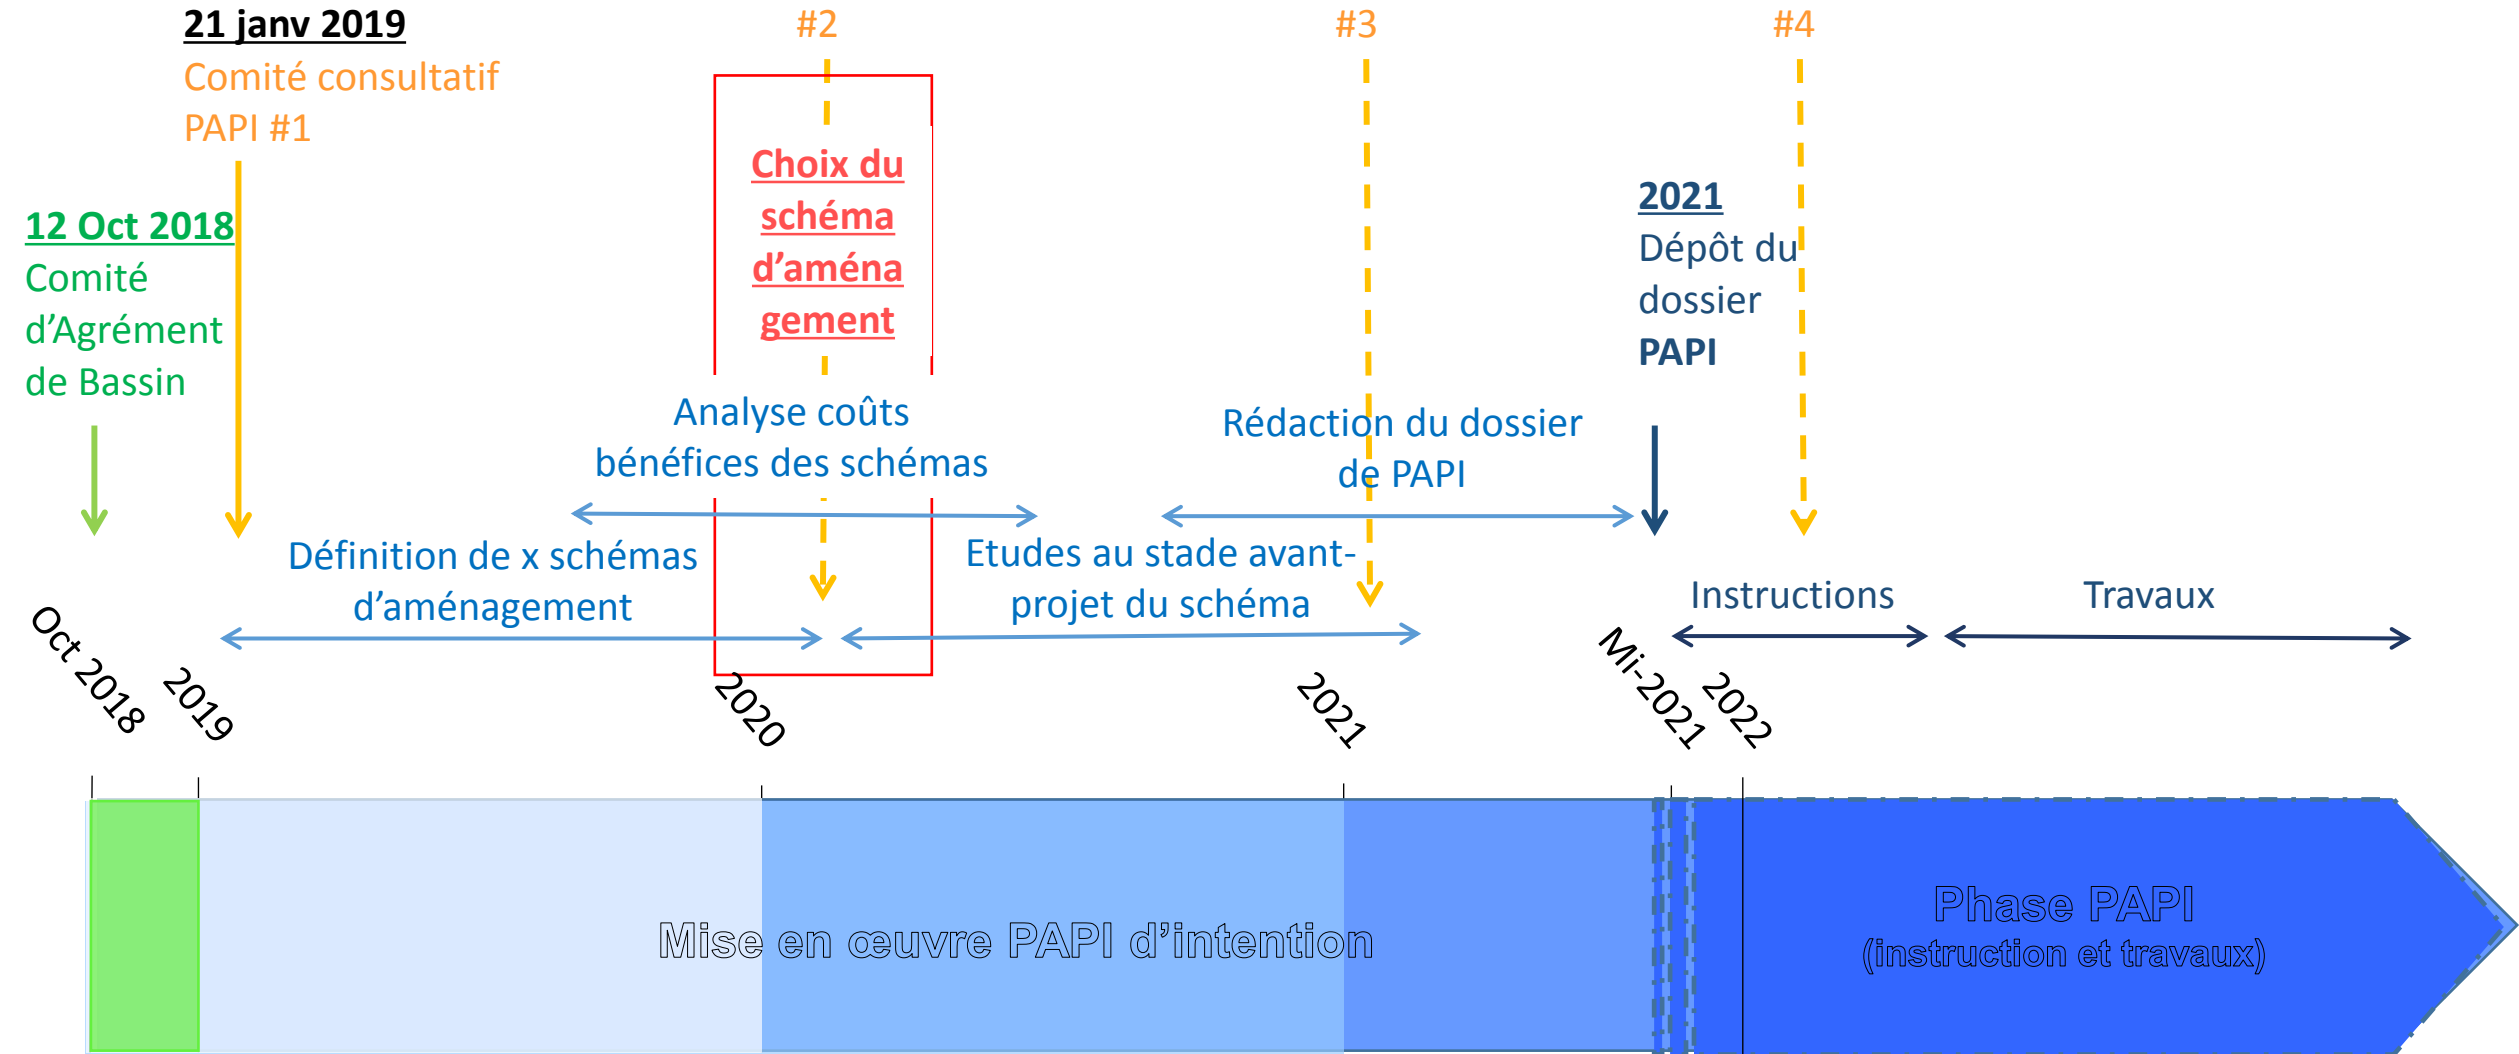 21 janv 2019
Comité consultatif
PAPI #1
#2
#3
#4
12 Oct 2018
Comité
d'Agrément
de Bassin
Choix du
schéma
d'aména
gement
2021
Dépôt du
dossier
PAPI
Analyse coûts
bénéfices des schémas
Rédaction du dossier
de PAPI
Définition de x schémas
d'aménagement
Etudes au stade avant-
projet du schéma
Instructions
Travaux
Oct 2018
2019
2020
2021
Mi-2021
2022
Mise en œuvre PAPI d'intention
Phase PAPI
(instruction et travaux)